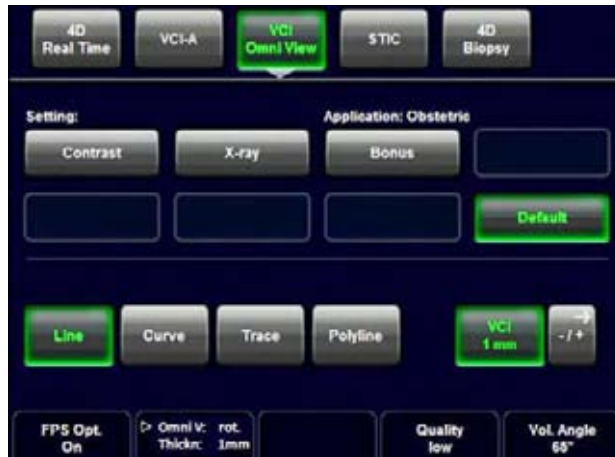 4D Real Time
VCI-A
VCI Omni View
STIC
4D Biopsy
Setting:
Application: Obstetric
Contrast
X-ray
Bonus
Default
Line
Curve
Trace
Polyline
VCI 1 mm
- / +
FPS Opt. On
Omni V: rot.
Thickn: 1mm
Quality low
Vol. Angle 65°